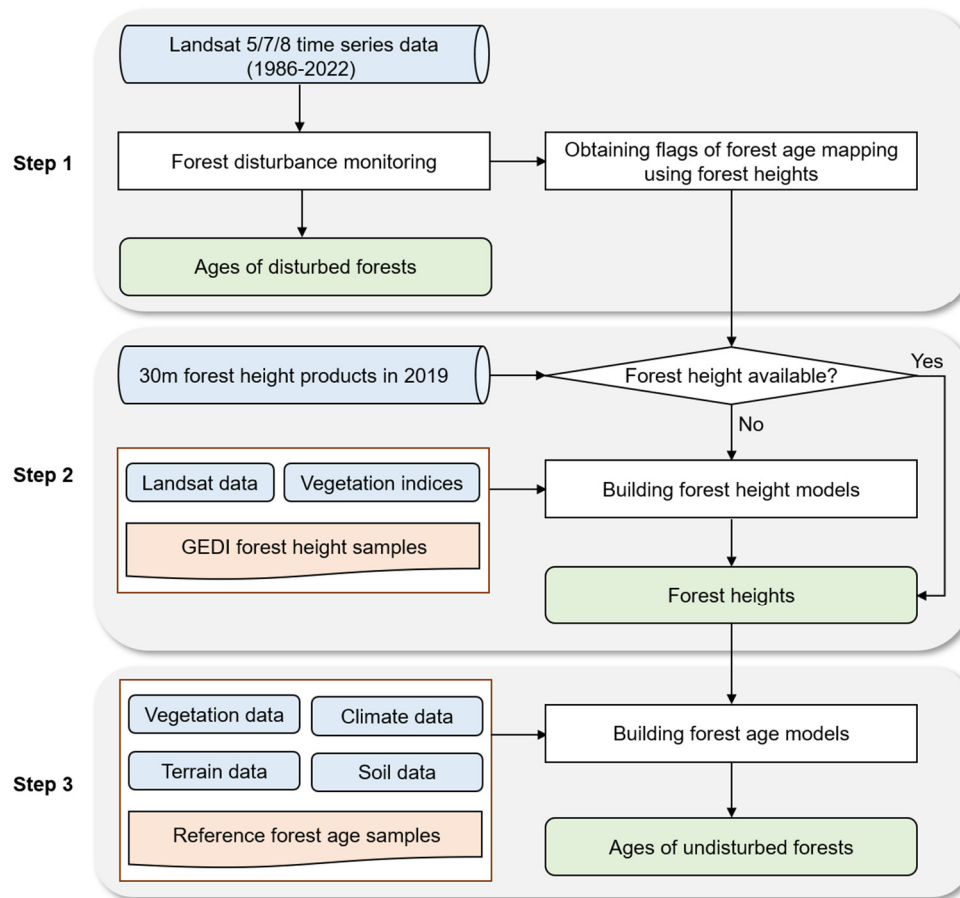 Step 1
Landsat 5/7/8 time series data
(1986-2022)
Forest disturbance monitoring
Obtaining flags of forest age mapping
using forest heights
Ages of disturbed forests
Step 2
30m forest height products in 2019
Forest height available?
Yes
No
Landsat data
Vegetation indices
GEDI forest height samples
Building forest height models
Forest heights
Step 3
Vegetation data
Climate data
Terrain data
Soil data
Reference forest age samples
Building forest age models
Ages of undisturbed forests